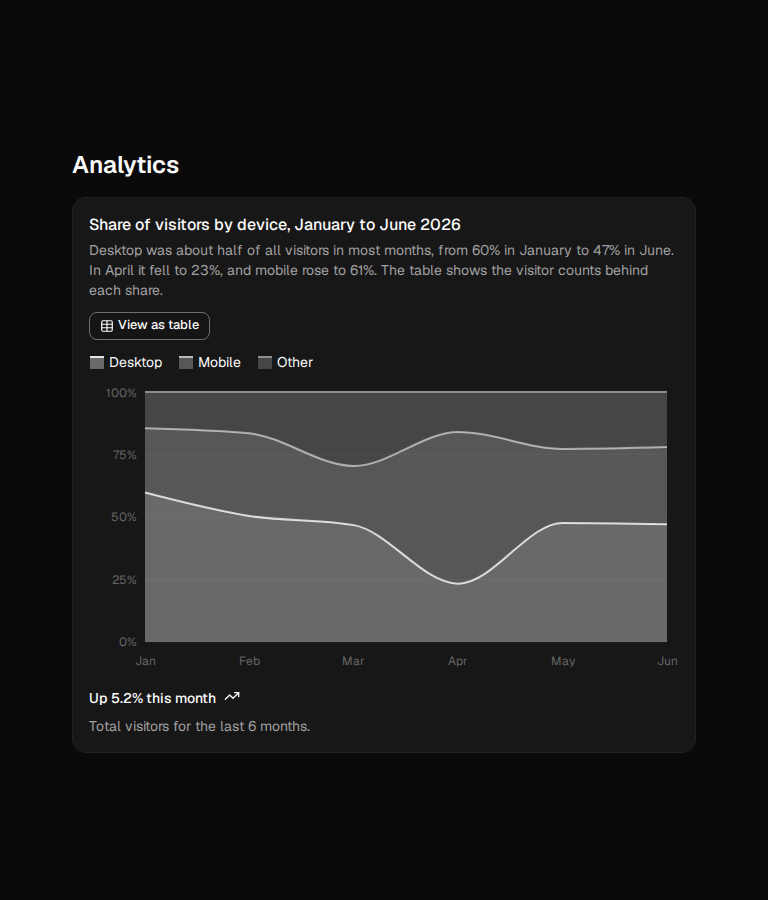 Analytics
Share of visitors by device, January to June 2026
Desktop was about half of all visitors in most months, from 60% in January to 47% in June.
In April it fell to 23%, and mobile rose to 61%. The table shows the visitor counts behind
each share.
View as table
Desktop Mobile Other
100%
75%
50%
25%
0%
Jan Feb Mar Apr May Jun
Up 5.2% this month
Total visitors for the last 6 months.